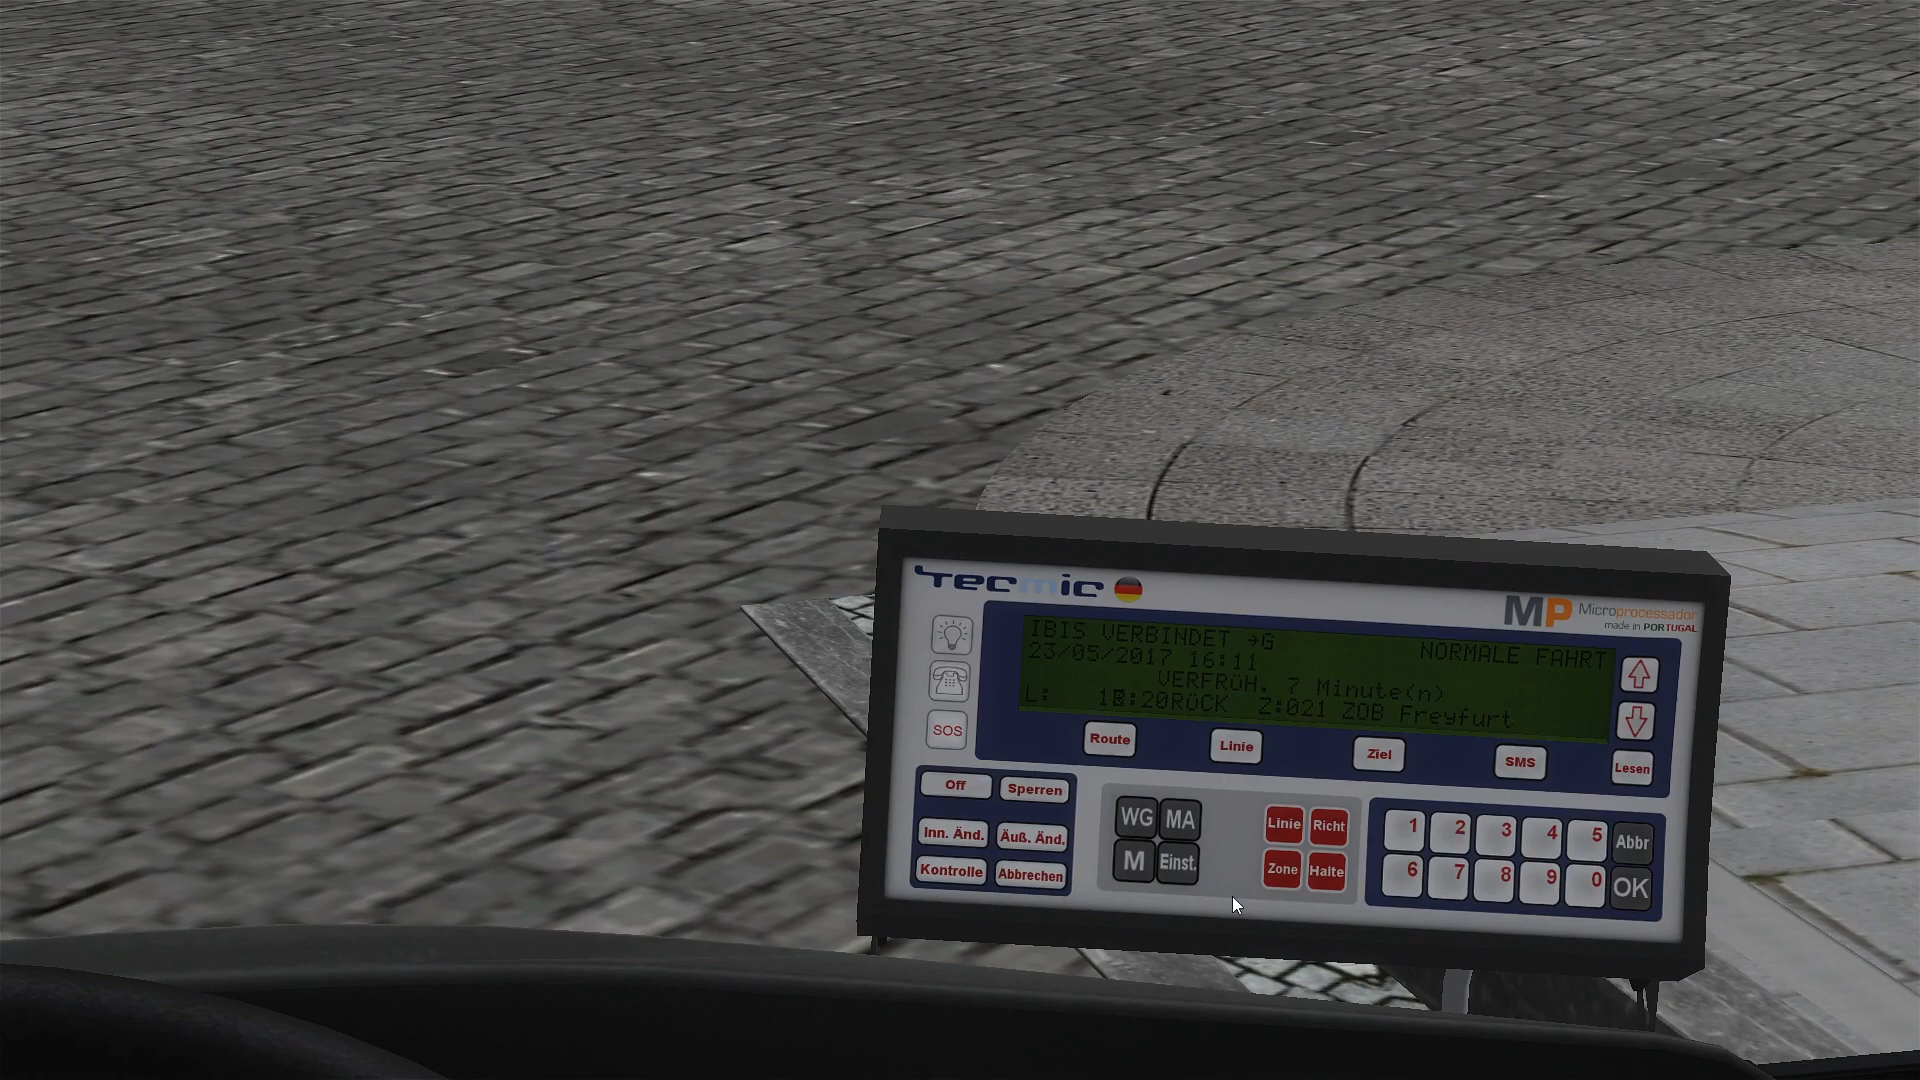 Tecmic
MP Microprocessador
made in PORTUGAL
IBIS VERBINDET →G
NORMALE FAHRT
23/05/2017 16:11
VERFRÜH. 7 Minute(n)
RÜCK Z:021 ZOB Freyfurt
SOS
Route
Linie
Ziel
SMS
Lesen
Off
Sperren
Inn. Änd.
Äuß. Änd.
Kontrolle
Abbrechen
WG
MA
M
Einst.
Linie
Richt
Zone
Halte
1
2
3
4
5
Abbr
6
7
8
9
0
OK